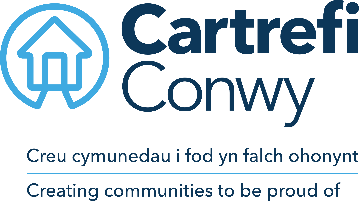 Cartrefi
Conwy
Creu cymunedau i fod yn falch ohonynt
Creating communities to be proud of